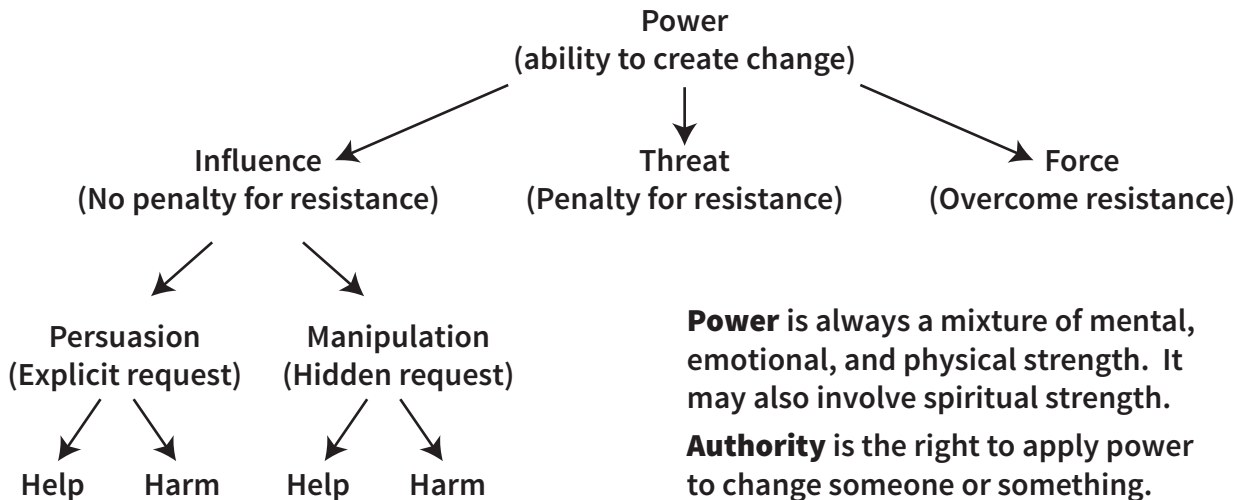 Power
(ability to create change)
Influence
(No penalty for resistance)
Threat
(Penalty for resistance)
Force
(Overcome resistance)
Persuasion
(Explicit request)
Manipulation
(Hidden request)
Help
Harm
Help
Harm
Power is always a mixture of mental,
emotional, and physical strength. It
may also involve spiritual strength.
Authority is the right to apply power
to change someone or something.